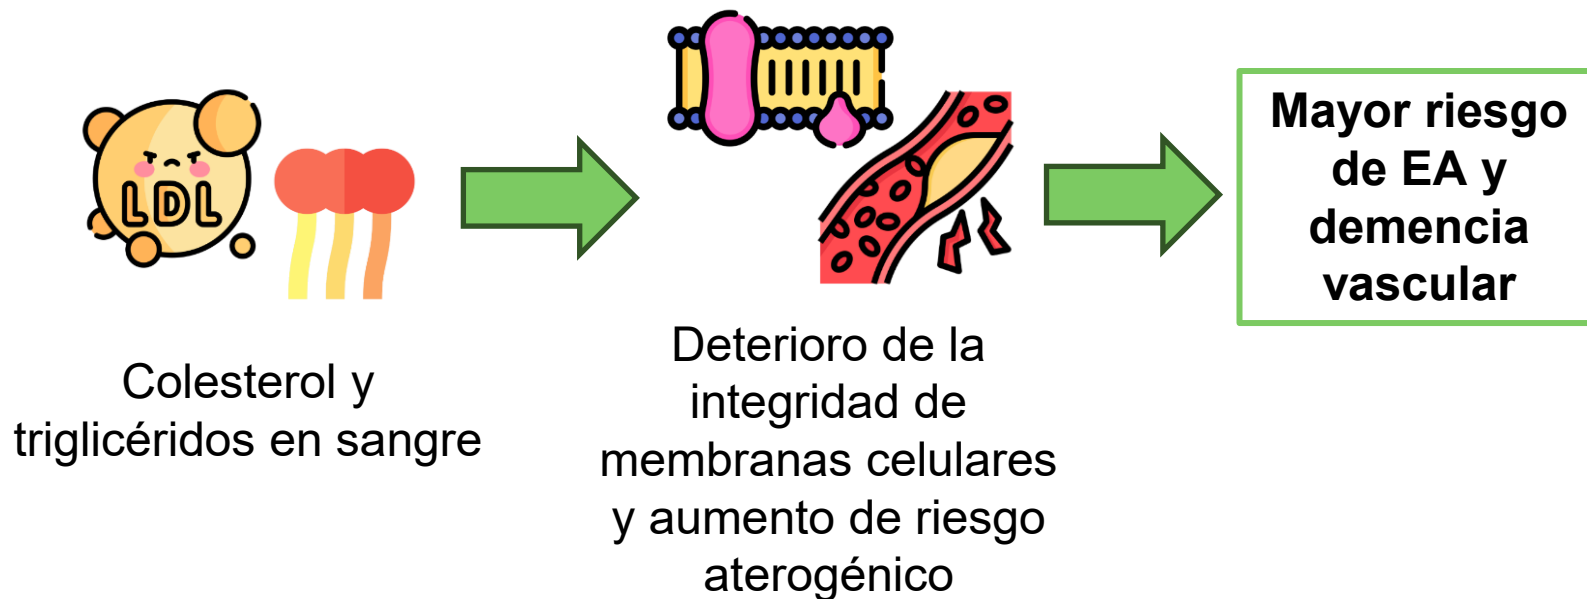 LDL
Colesterol y
triglicéridos en sangre
Deterioro de la
integridad de
membranas celulares
y aumento de riesgo
aterogénico
Mayor riesgo
de EA y
demencia
vascular